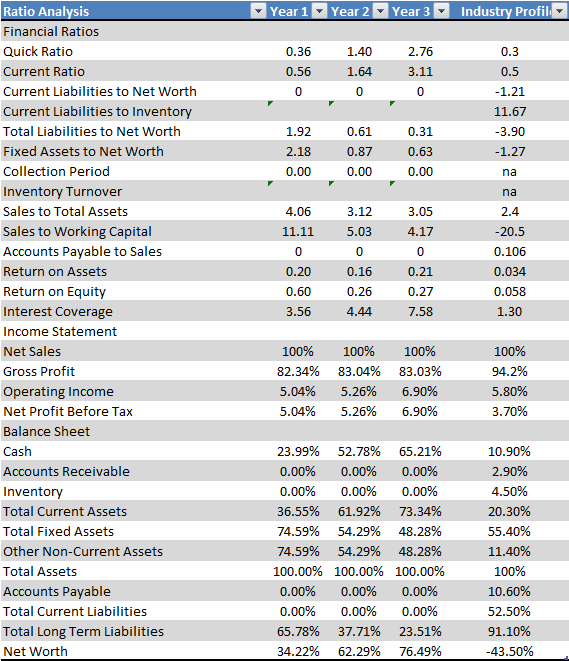 Ratio Analysis Year 1 Year 2 Year 3 Industry Profile
Financial Ratios
Quick Ratio 0.36 1.40 2.76 0.3
Current Ratio 0.56 1.64 3.11 0.5
Current Liabilities to Net Worth 0 0 0 -1.21
Current Liabilities to Inventory 11.67
Total Liabilities to Net Worth 1.92 0.61 0.31 -3.90
Fixed Assets to Net Worth 2.18 0.87 0.63 -1.27
Collection Period 0.00 0.00 0.00 na
Inventory Turnover na
Sales to Total Assets 4.06 3.12 3.05 2.4
Sales to Working Capital 11.11 5.03 4.17 -20.5
Accounts Payable to Sales 0 0 0 0.106
Return on Assets 0.20 0.16 0.21 0.034
Return on Equity 0.60 0.26 0.27 0.058
Interest Coverage 3.56 4.44 7.58 1.30
Income Statement
Net Sales 100% 100% 100% 100%
Gross Profit 82.34% 83.04% 83.03% 94.2%
Operating Income 5.04% 5.26% 6.90% 5.80%
Net Profit Before Tax 5.04% 5.26% 6.90% 3.70%
Balance Sheet
Cash 23.99% 52.78% 65.21% 10.90%
Accounts Receivable 0.00% 0.00% 0.00% 2.90%
Inventory 0.00% 0.00% 0.00% 4.50%
Total Current Assets 36.55% 61.92% 73.34% 20.30%
Total Fixed Assets 74.59% 54.29% 48.28% 55.40%
Other Non-Current Assets 74.59% 54.29% 48.28% 11.40%
Total Assets 100.00% 100.00% 100.00% 100%
Accounts Payable 0.00% 0.00% 0.00% 10.60%
Total Current Liabilities 0.00% 0.00% 0.00% 52.50%
Total Long Term Liabilities 65.78% 37.71% 23.51% 91.10%
Net Worth 34.22% 62.29% 76.49% -43.50%